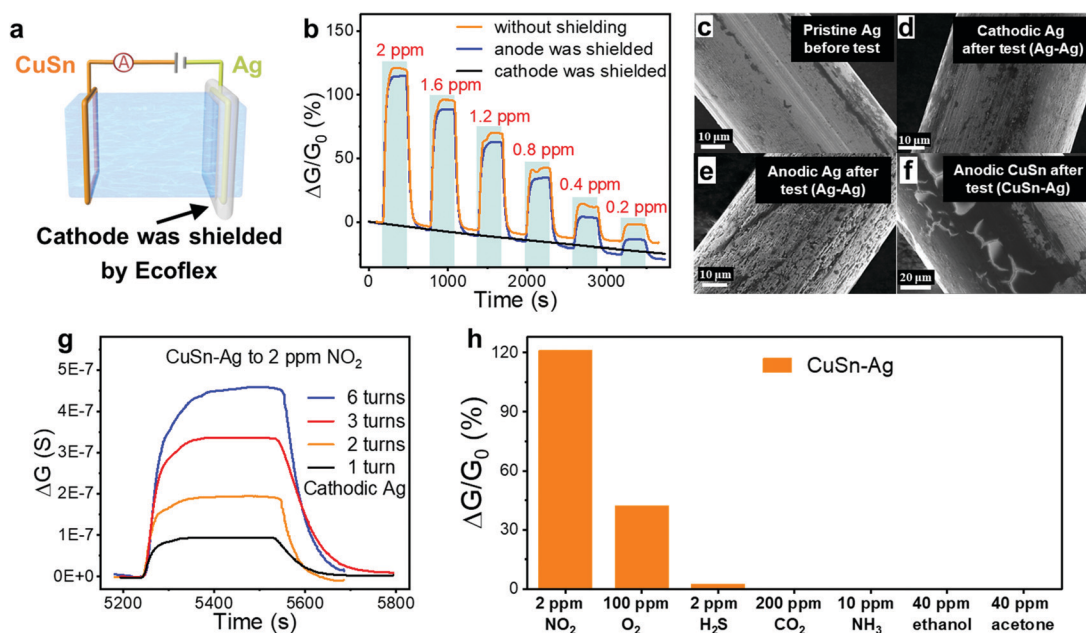 a
CuSn
A
Ag
Cathode was shielded
by Ecoflex
b
ΔG/G₀ (%)
150
100
50
0
-50
without shielding
anode was shielded
cathode was shielded
2 ppm
1.6 ppm
1.2 ppm
0.8 ppm
0.4 ppm
0.2 ppm
0
1000
2000
3000
Time (s)
c
Pristine Ag
before test
10 μm
d
Cathodic Ag
after test (Ag-Ag)
10 μm
e
Anodic Ag after
test (Ag-Ag)
10 μm
f
Anodic CuSn after
test (CuSn-Ag)
20 μm
g
CuSn-Ag to 2 ppm NO₂
ΔG (S)
5E-7
4E-7
3E-7
2E-7
1E-7
0E+0
6 turns
3 turns
2 turns
1 turn
Cathodic Ag
5200
5400
5600
5800
Time (s)
h
CuSn-Ag
ΔG/G₀ (%)
120
90
60
30
0
2 ppm 100 ppm 2 ppm 200 ppm 10 ppm 40 ppm 40 ppm
NO₂ O₂ H₂S CO₂ NH₃ ethanol acetone